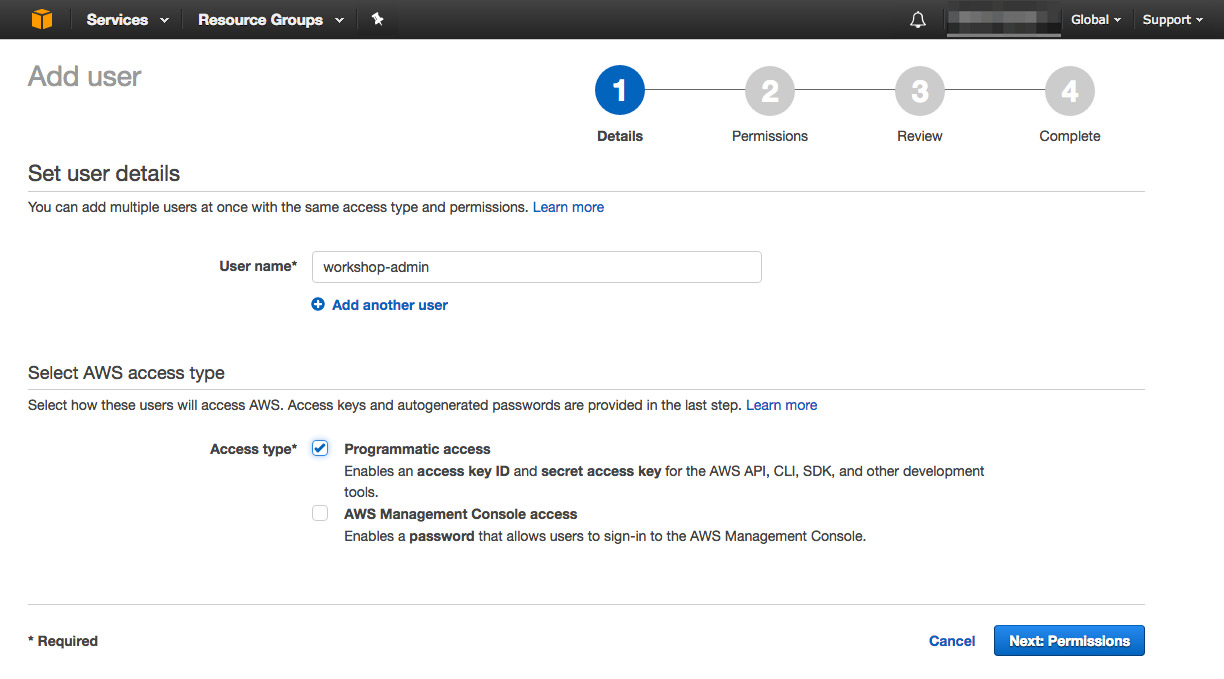 Services Resource Groups Global Support
Add user
1 2 3 4
Details Permissions Review Complete
Set user details
You can add multiple users at once with the same access type and permissions. Learn more
User name* workshop-admin
Add another user
Select AWS access type
Select how these users will access AWS. Access keys and autogenerated passwords are provided in the last step. Learn more
Access type* Programmatic access
Enables an access key ID and secret access key for the AWS API, CLI, SDK, and other development
tools.
AWS Management Console access
Enables a password that allows users to sign-in to the AWS Management Console.
* Required Cancel Next: Permissions